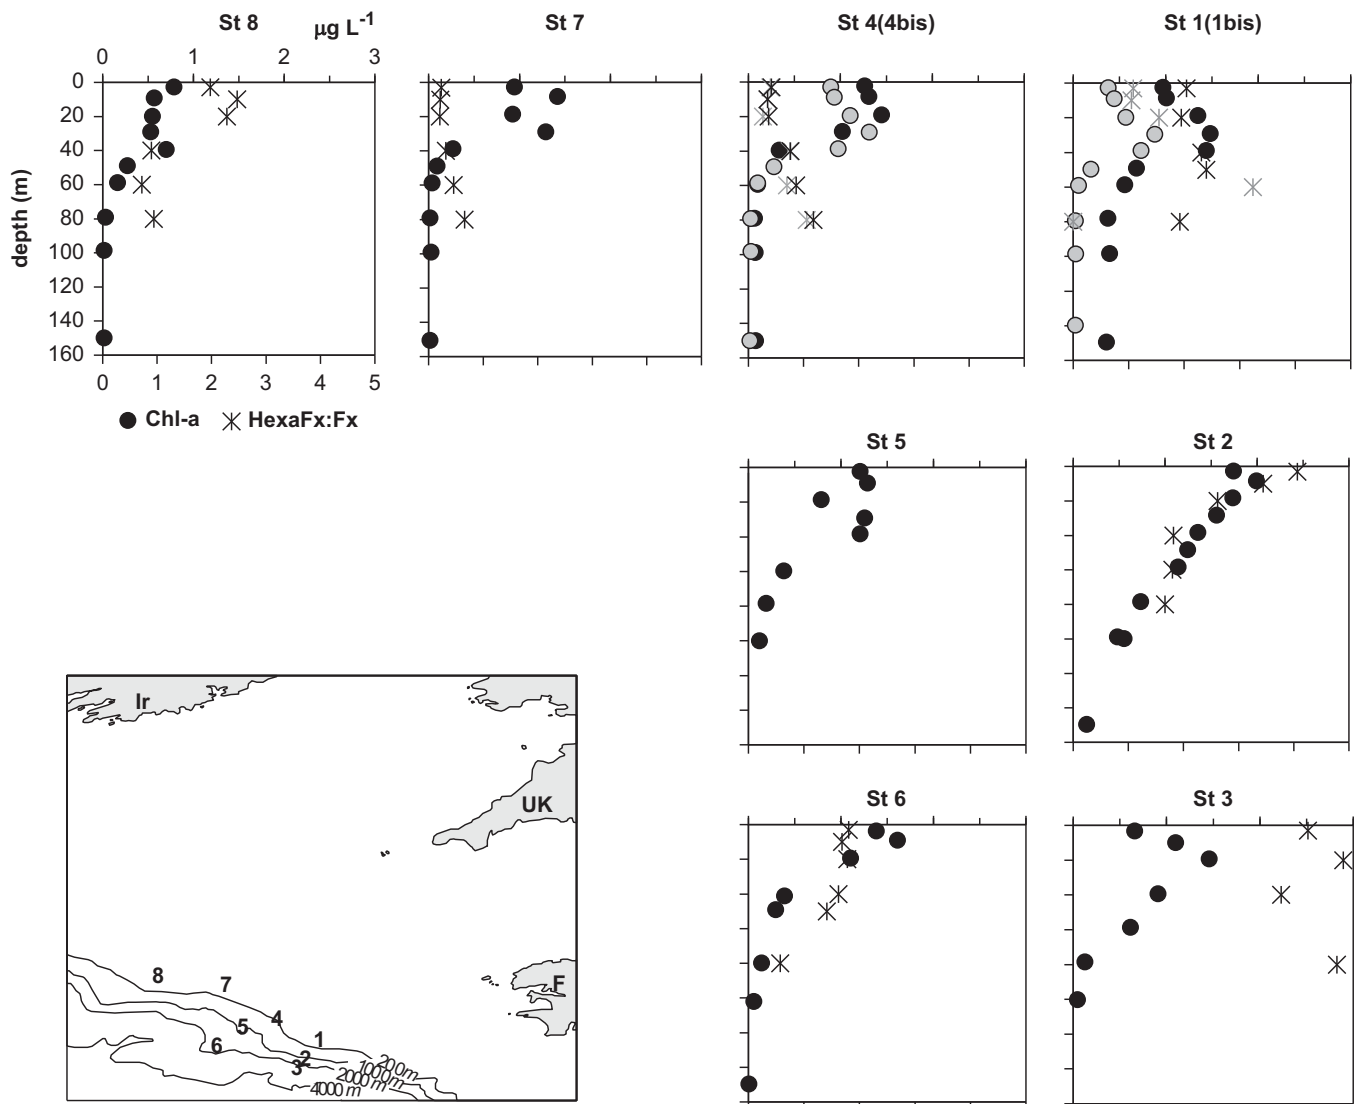 St 8 μg L-1 St 7 St 4(4bis) St 1(1bis)
0 1 2 3
depth (m)
0
20
40
60
80
100
120
140
160
0 1 2 3 4 5
Chl-a HexaFx:Fx
St 5 St 2
St 6 St 3
Ir
UK
F
8
7
4
5
1
6
2
3
200m
1000m
2000m
4000m